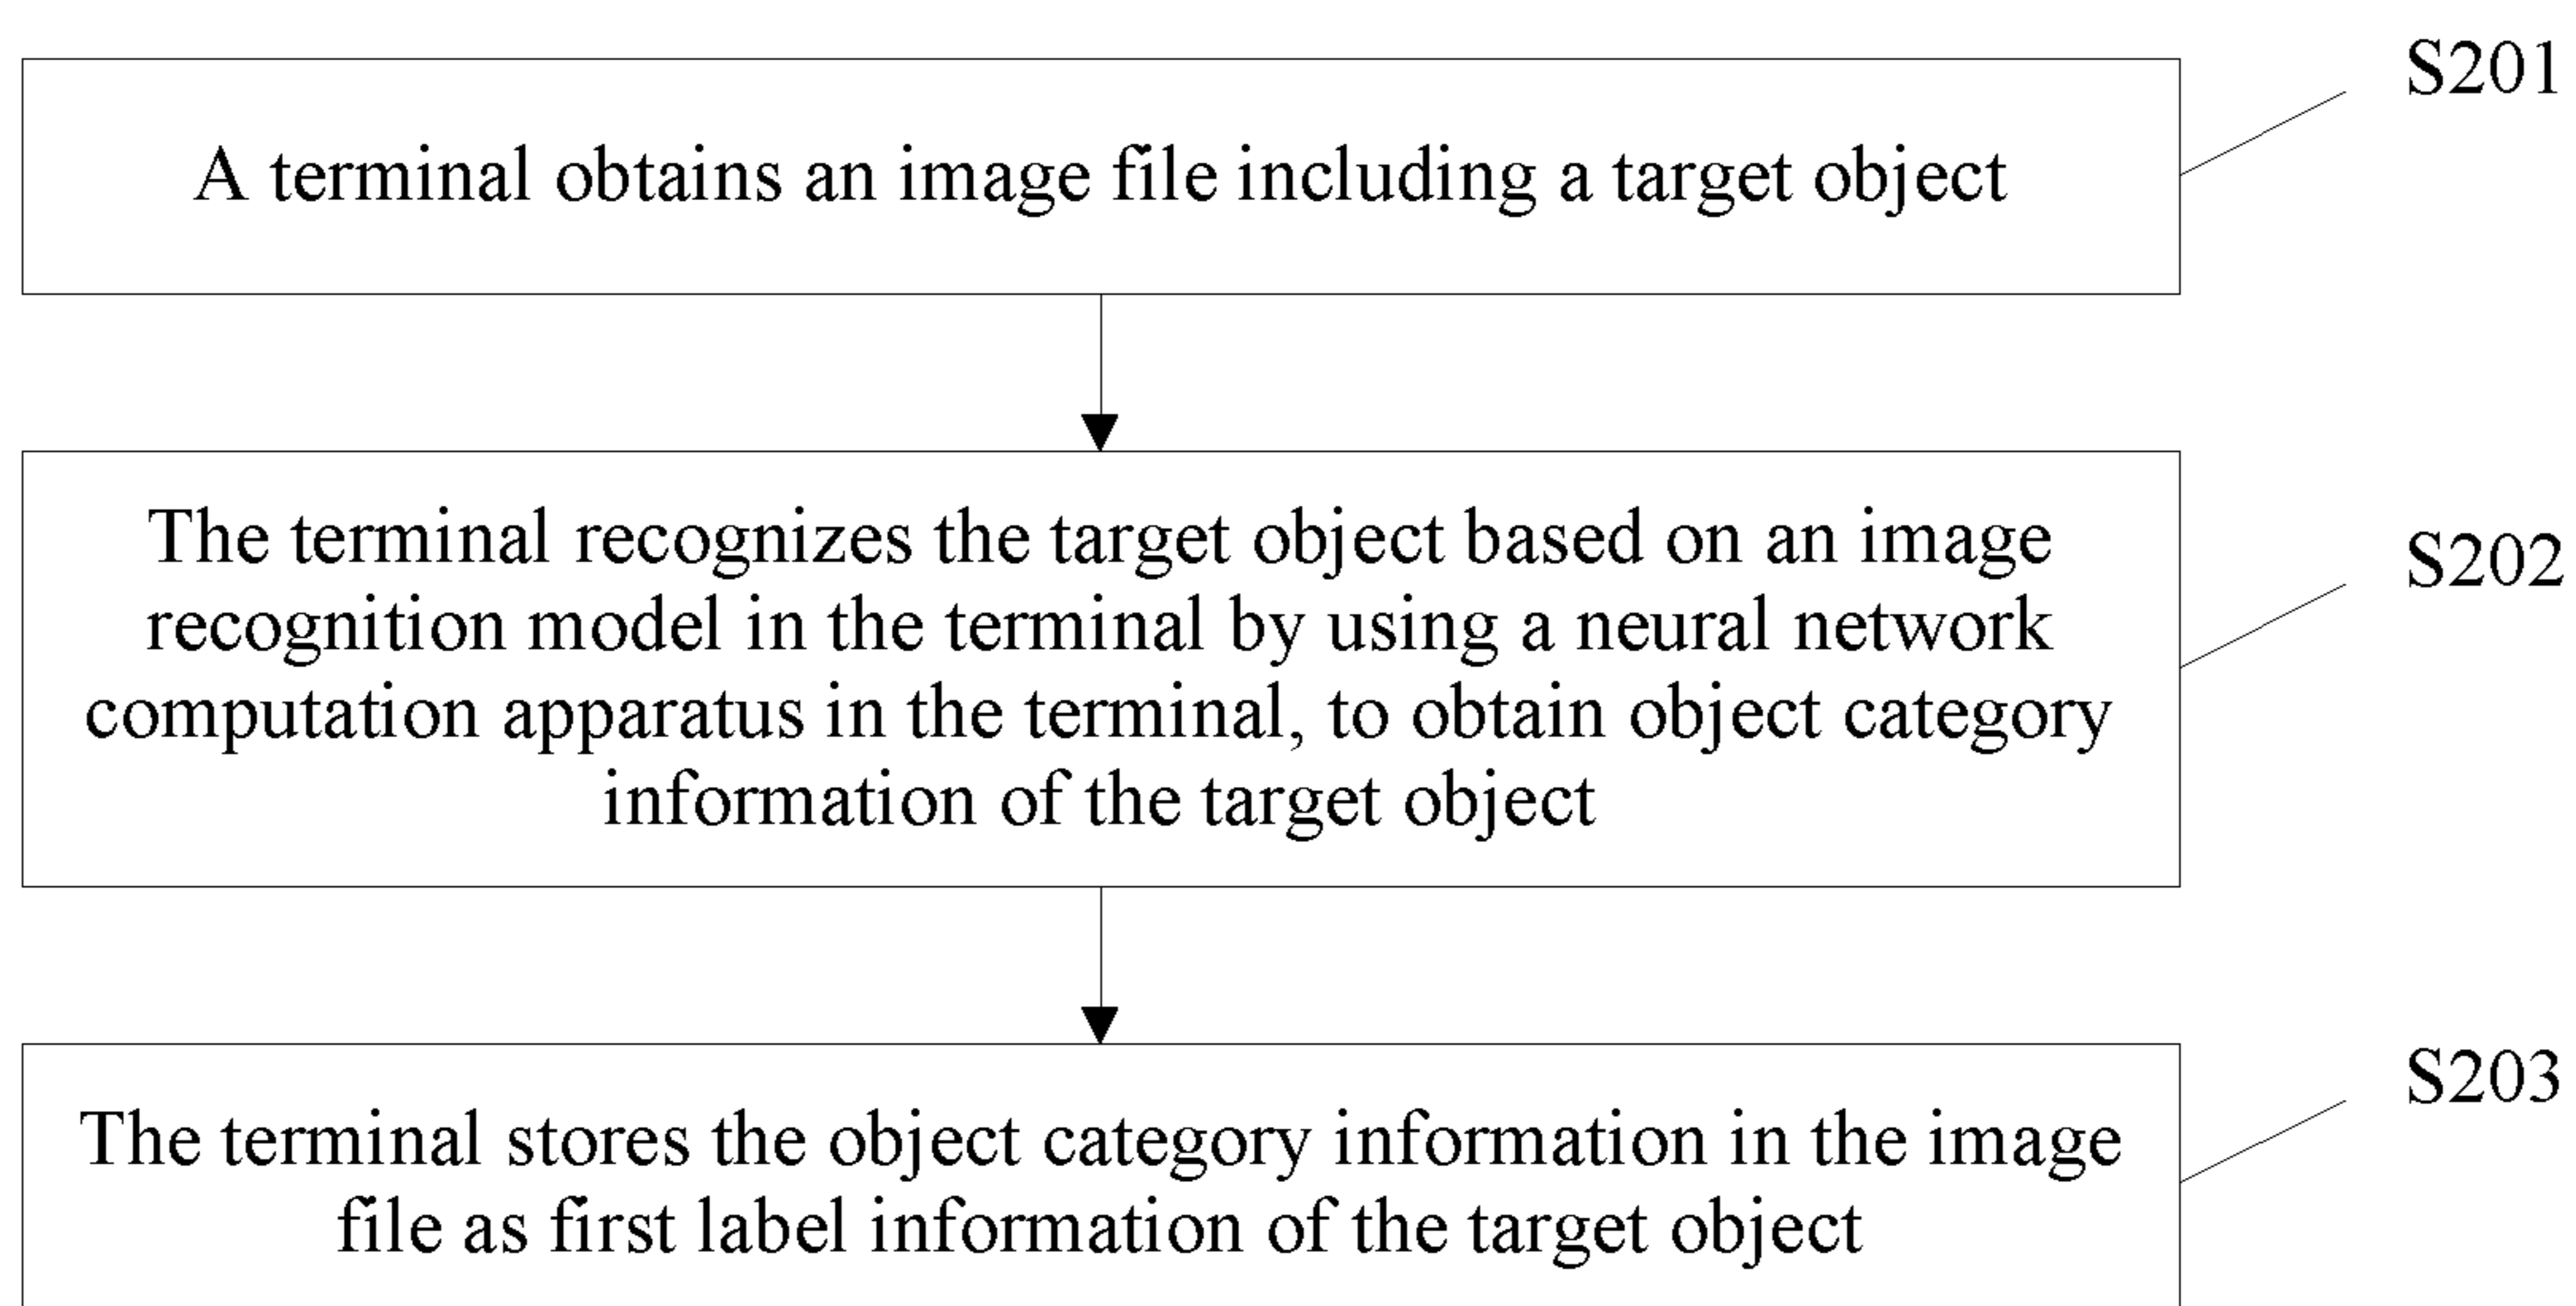 S201
A terminal obtains an image file including a target object
The terminal recognizes the target object based on an image
recognition model in the terminal by using a neural network
computation apparatus in the terminal, to obtain object category
information of the target object
S202
The terminal stores the object category information in the image
file as first label information of the target object
S203